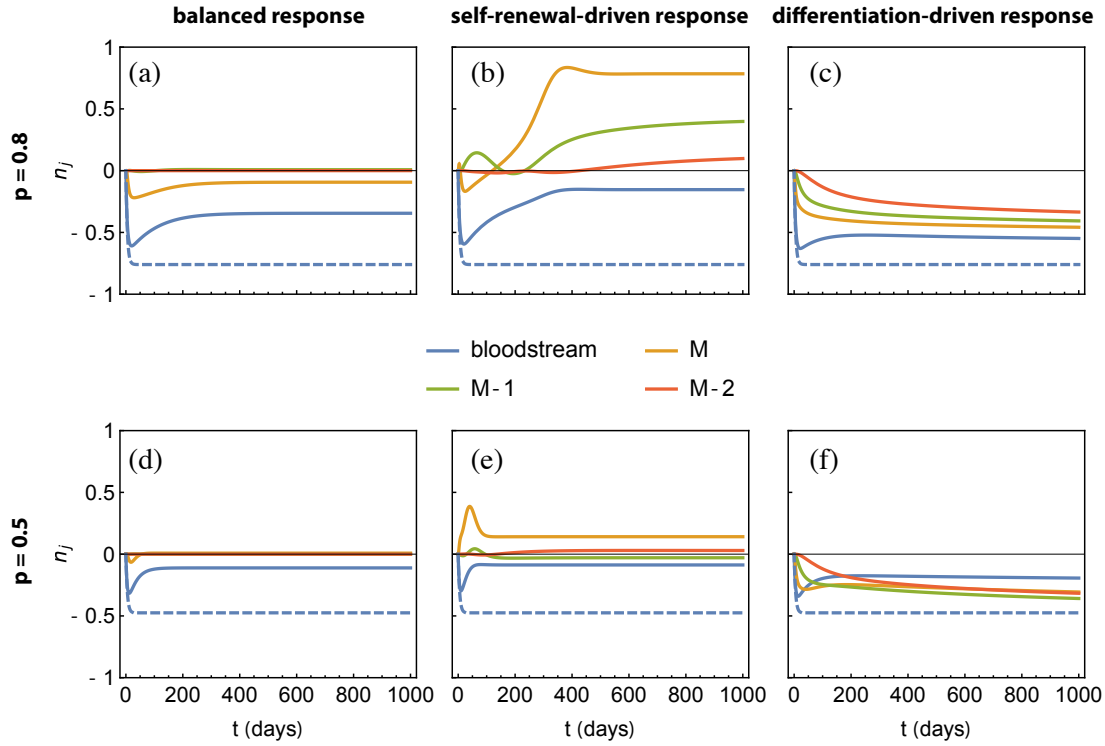 balanced response self-renewal-driven response differentiation-driven response
p = 0.8
n_j
1
0.5
0
- 0.5
- 1
(a) (b) (c)
bloodstream M
M - 1 M - 2
p = 0.5
n_j
1
0.5
0
- 0.5
- 1
(d) (e) (f)
0 200 400 600 800 1000 0 200 400 600 800 1000 0 200 400 600 800 1000
t (days) t (days) t (days)